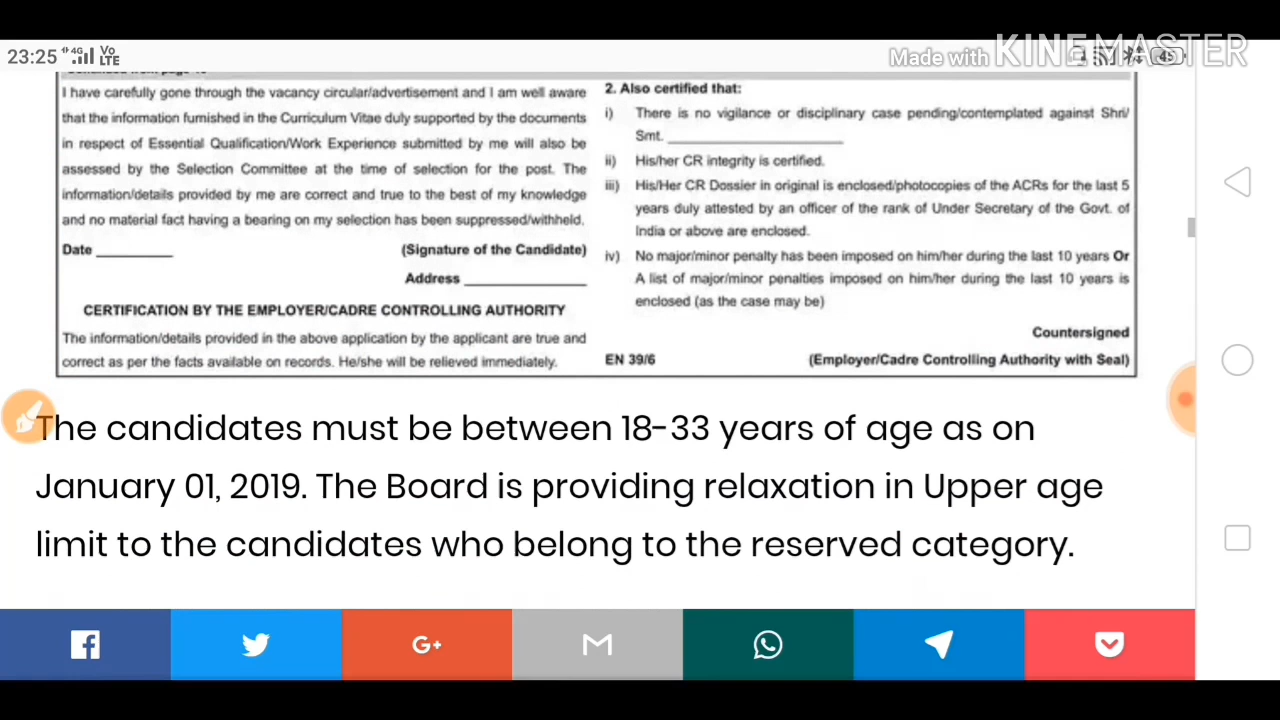 23:25 4G Vo LTE
Made with KINEMASTER
Continued from page
I have carefully gone through the vacancy circular/advertisement and I am well aware
that the information furnished in the Curriculum Vitae duly supported by the documents
in respect of Essential Qualification/Work Experience submitted by me will also be
assessed by the Selection Committee at the time of selection for the post. The
information/details provided by me are correct and true to the best of my knowledge
and no material fact having a bearing on my selection has been suppressed/withheld.
Date (Signature of the Candidate)
Address
CERTIFICATION BY THE EMPLOYER/CADRE CONTROLLING AUTHORITY
The information/details provided in the above application by the applicant are true and
correct as per the facts available on records. He/she will be relieved immediately.
2. Also certified that:
i) There is no vigilance or disciplinary case pending/contemplated against Shri/
Smt.
ii) His/her CR integrity is certified.
iii) His/Her CR Dossier in original is enclosed/photocopies of the ACRs for the last 5
years duly attested by an officer of the rank of Under Secretary of the Govt. of
India or above are enclosed.
iv) No major/minor penalty has been imposed on him/her during the last 10 years Or
A list of major/minor penalties imposed on him/her during the last 10 years is
enclosed (as the case may be)
Countersigned
EN 39/6 (Employer/Cadre Controlling Authority with Seal)
The candidates must be between 18-33 years of age as on
January 01, 2019. The Board is providing relaxation in Upper age
limit to the candidates who belong to the reserved category.
G+